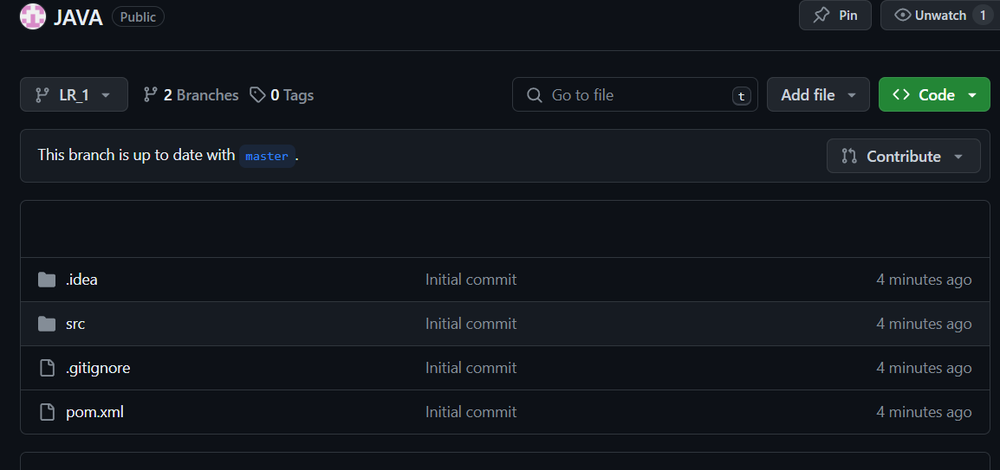 JAVA Public Pin Unwatch 1
LR_1 2 Branches 0 Tags Go to file t Add file Code
This branch is up to date with master. Contribute
.idea Initial commit 4 minutes ago
src Initial commit 4 minutes ago
.gitignore Initial commit 4 minutes ago
pom.xml Initial commit 4 minutes ago